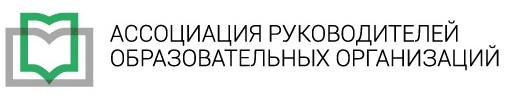 АССОЦИАЦИЯ РУКОВОДИТЕЛЕЙ
ОБРАЗОВАТЕЛЬНЫХ ОРГАНИЗАЦИЙ